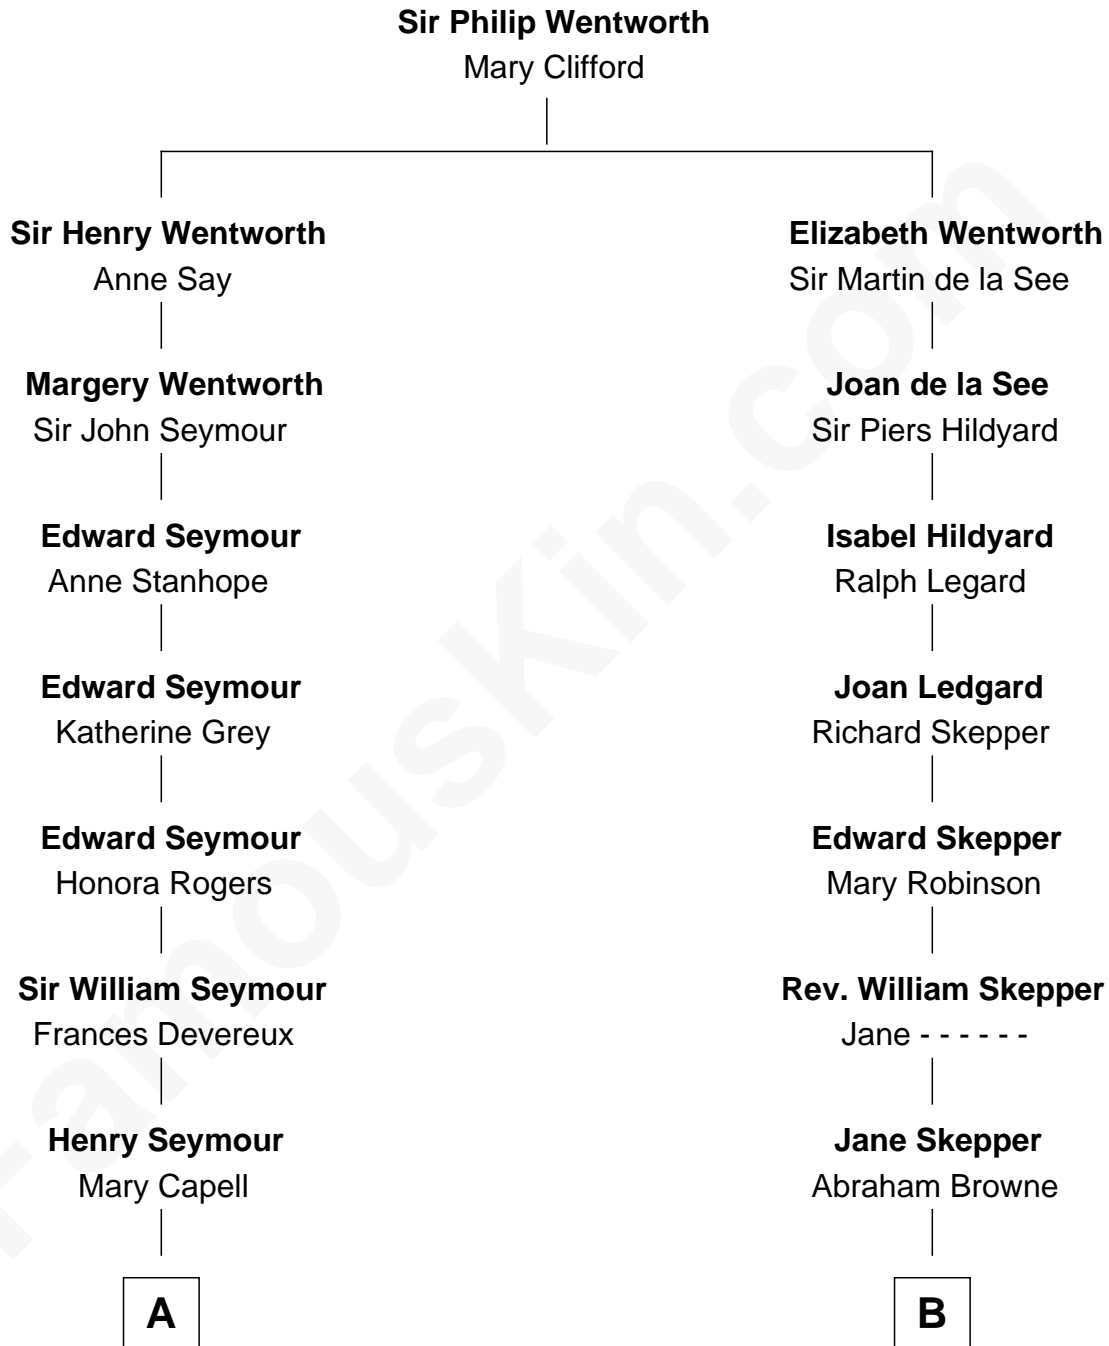 Sir Philip Wentworth
Mary Clifford
Sir Henry Wentworth
Anne Say
Elizabeth Wentworth
Sir Martin de la See
Margery Wentworth
Sir John Seymour
Joan de la See
Sir Piers Hildyard
Edward Seymour
Anne Stanhope
Isabel Hildyard
Ralph Legard
Edward Seymour
Katherine Grey
Joan Ledgard
Richard Skepper
Edward Seymour
Honora Rogers
Edward Skepper
Mary Robinson
Sir William Seymour
Frances Devereux
Rev. William Skepper
Jane - - - - - -
Henry Seymour
Mary Capell
Jane Skepper
Abraham Browne
A
B
FamousKin.com